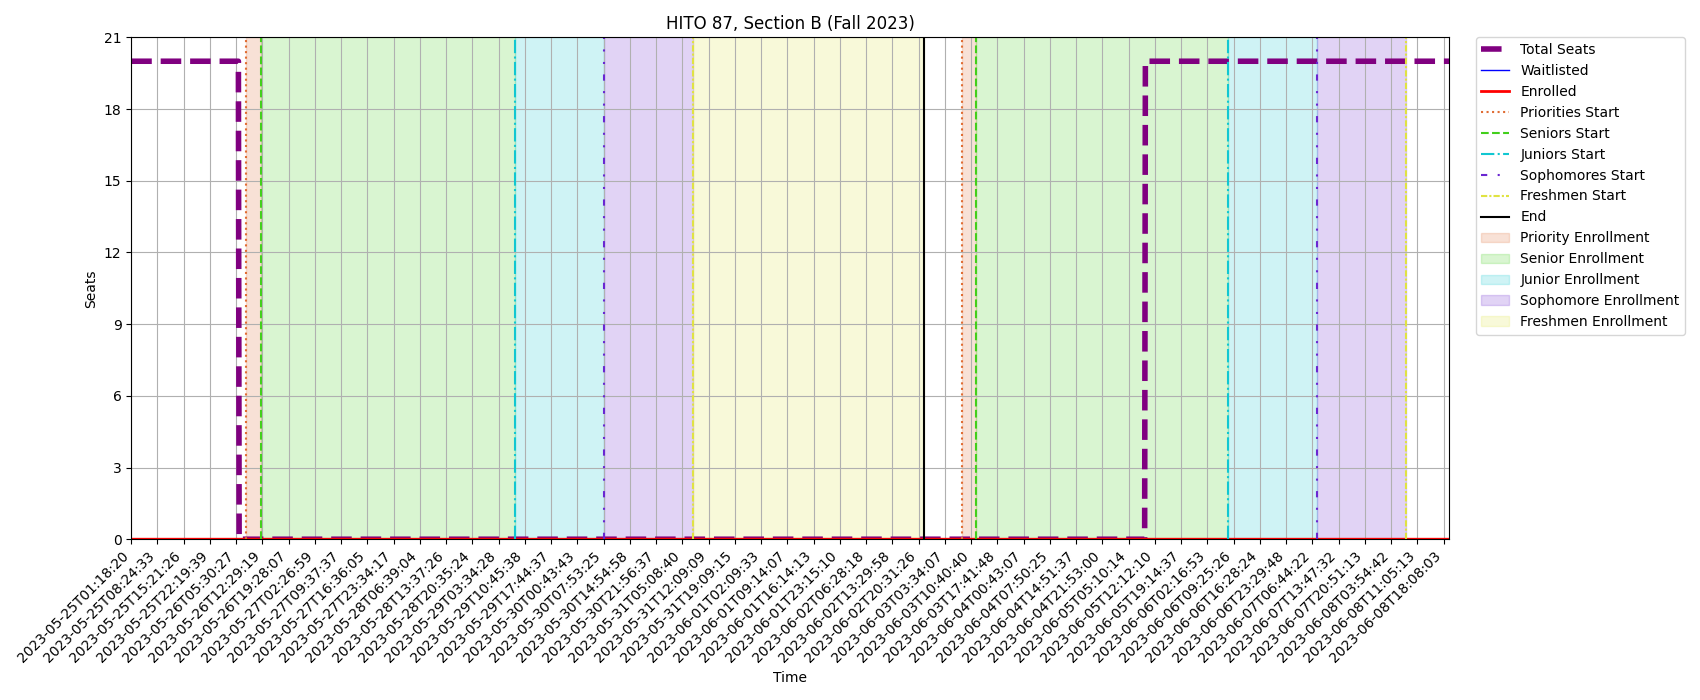 HITO 87, Section B (Fall 2023)
21
18
15
12
9
6
3
0
Seats
2023-05-25T01:18:20
2023-05-25T08:24:33
2023-05-25T15:21:26
2023-05-25T22:19:39
2023-05-26T05:30:27
2023-05-26T12:29:19
2023-05-26T19:28:07
2023-05-27T02:26:59
2023-05-27T09:37:37
2023-05-27T16:36:05
2023-05-27T23:34:17
2023-05-28T06:39:04
2023-05-28T13:37:26
2023-05-28T20:35:24
2023-05-29T03:34:28
2023-05-29T10:45:38
2023-05-29T17:44:37
2023-05-30T00:43:43
2023-05-30T07:53:25
2023-05-30T14:54:58
2023-05-30T21:56:37
2023-05-31T05:08:40
2023-05-31T12:09:09
2023-05-31T19:09:15
2023-06-01T02:09:33
2023-06-01T09:14:07
2023-06-01T16:14:13
2023-06-01T23:15:10
2023-06-02T06:28:18
2023-06-02T13:29:58
2023-06-02T20:31:26
2023-06-03T03:34:07
2023-06-03T10:40:40
2023-06-03T17:41:48
2023-06-04T00:43:07
2023-06-04T07:50:25
2023-06-04T14:51:37
2023-06-04T21:53:00
2023-06-05T05:10:14
2023-06-05T12:12:10
2023-06-05T19:14:37
2023-06-06T02:16:53
2023-06-06T09:25:26
2023-06-06T16:28:24
2023-06-06T23:29:48
2023-06-07T06:44:22
2023-06-07T13:47:32
2023-06-07T20:51:13
2023-06-08T03:54:42
2023-06-08T11:05:13
2023-06-08T18:08:03
Time
Total Seats
Waitlisted
Enrolled
Priorities Start
Seniors Start
Juniors Start
Sophomores Start
Freshmen Start
End
Priority Enrollment
Senior Enrollment
Junior Enrollment
Sophomore Enrollment
Freshmen Enrollment